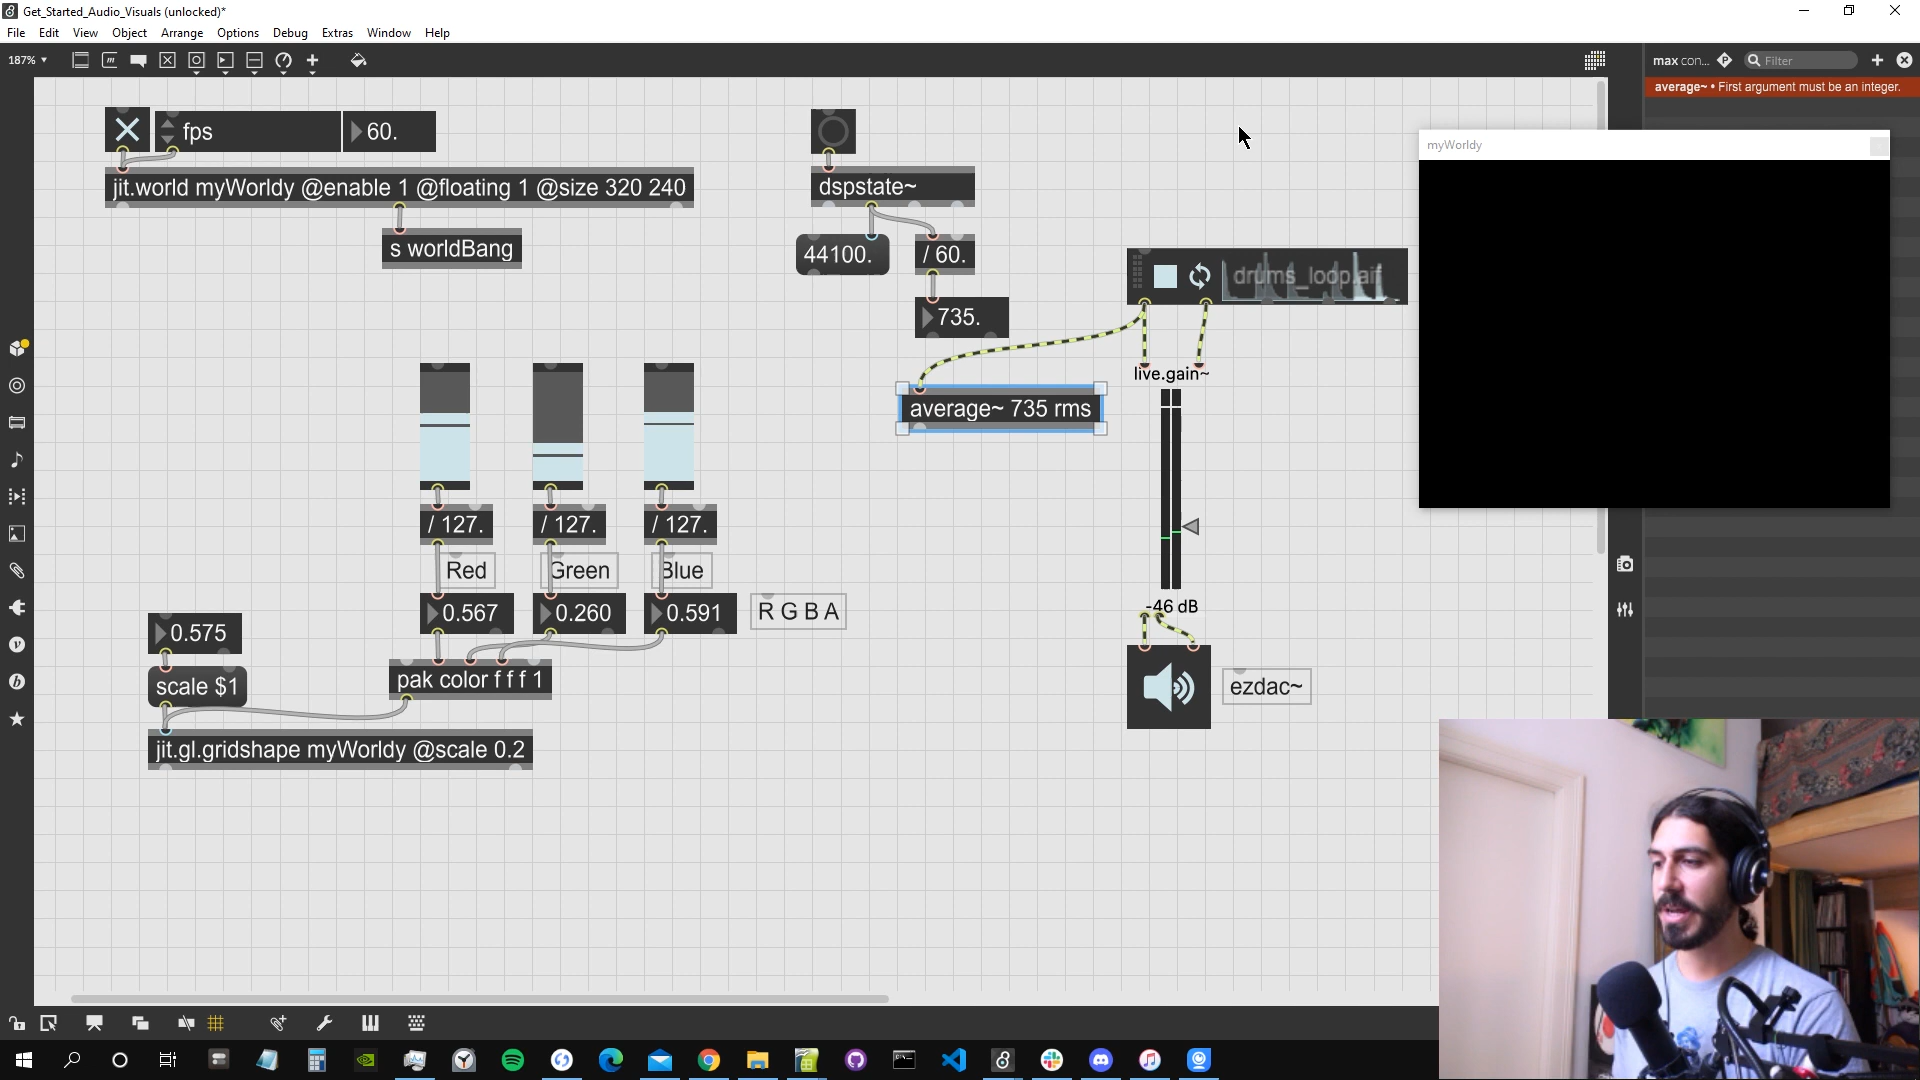 Get_Started_Audio_Visuals (unlocked)*
File Edit View Object Arrange Options Debug Extras Window Help
187%
max con...
Filter
average~ • First argument must be an integer.
fps
60.
jit.world myWorldy @enable 1 @floating 1 @size 320 240
s worldBang
dspstate~
44100.
/ 60.
735.
drums_loop.aif
myWorldy
live.gain~
average~ 735 rms
/ 127.
/ 127.
/ 127.
Red
Green
Blue
0.567
0.260
0.591
R G B A
-46 dB
0.575
scale $1
pak color f f f 1
ezdac~
jit.gl.gridshape myWorldy @scale 0.2